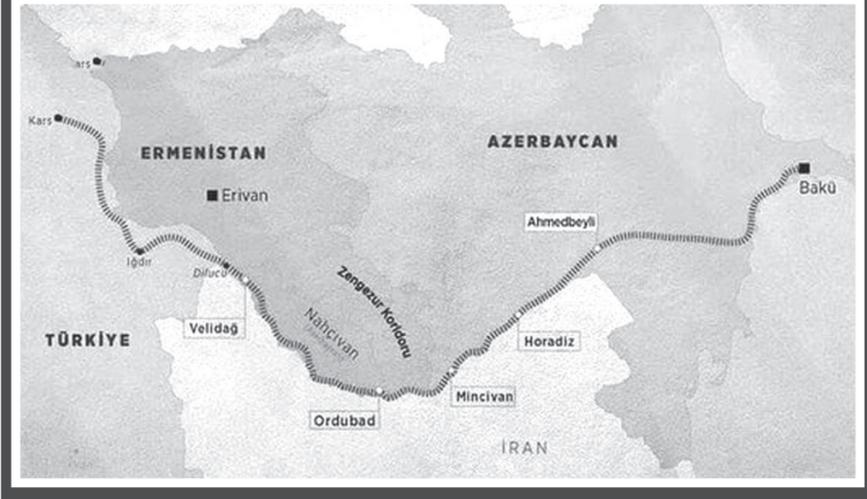 Kars
ERMENİSTAN
AZERBAYCAN
Erivan
Bakü
Ahmedbeyli
Iğdır
Dilucu
Zengezur Koridoru
Nahçıvan
Velidağ
TÜRKİYE
Horadiz
Mincivan
Ordubad
İRAN